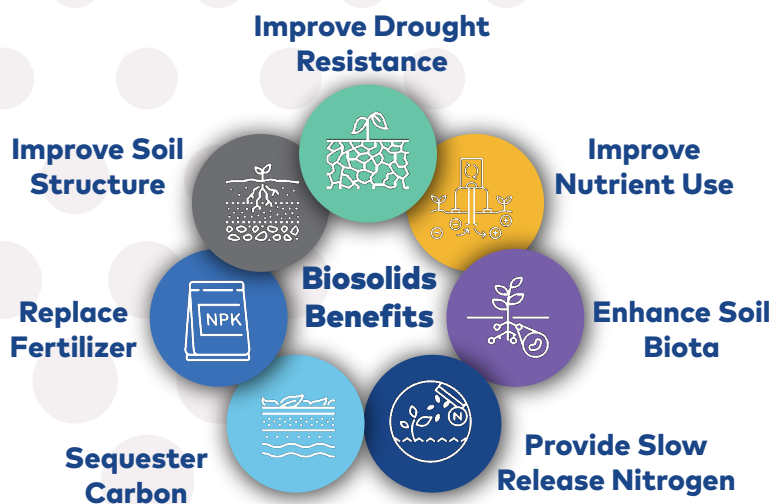 Improve Drought
Resistance
Improve Soil
Structure
Improve
Nutrient Use
Biosolids
Benefits
Replace
Fertilizer
NPK
Enhance Soil
Biota
Sequester
Carbon
N
Provide Slow
Release Nitrogen